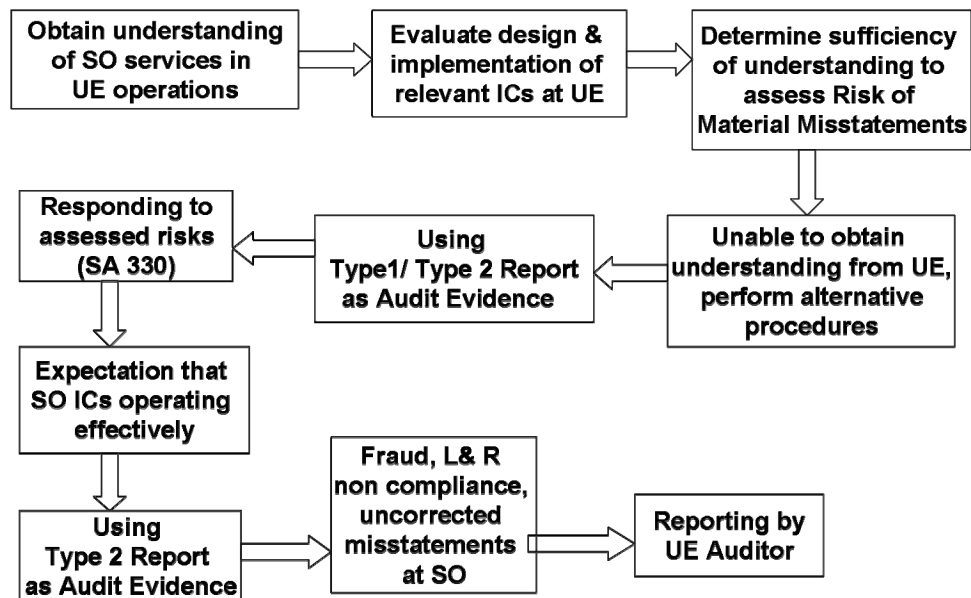 Obtain understanding
of SO services in
UE operations
Evaluate design &
implementation of
relevant ICs at UE
Determine sufficiency
of understanding to
assess Risk of
Material Misstatements
Unable to obtain
understanding from UE,
perform alternative
procedures
Using
Type1/ Type 2 Report
as Audit Evidence
Responding to
assessed risks
(SA 330)
Expectation that
SO ICs operating
effectively
Using
Type 2 Report
as Audit Evidence
Fraud, L& R
non compliance,
uncorrected
misstatements
at SO
Reporting by
UE Auditor